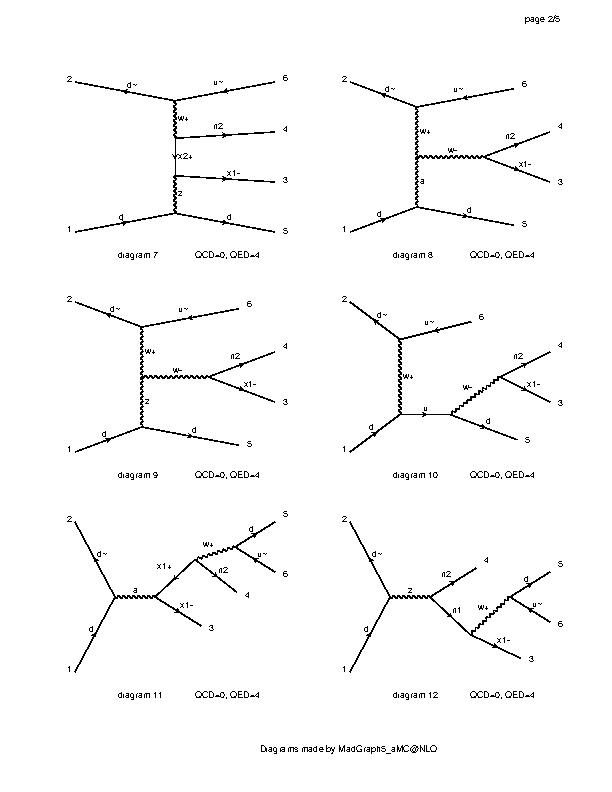 page 2/5
2
d~
u~
6
w+
n2
4
x2+
x1-
3
z
1
d
d
5
diagram 7 QCD=0, QED=4
2
d~
u~
6
w+
n2
4
w-
x1-
3
a
1
d
d
5
diagram 8 QCD=0, QED=4
2
d~
u~
6
w+
n2
4
w-
x1-
3
z
1
d
d
5
diagram 9 QCD=0, QED=4
2
d~
u~
6
n2
4
w+
w-
x1-
3
u
d
1
d
5
diagram 10 QCD=0, QED=4
2
5
d
w+
d~
u~
x1+
n2
6
a
4
x1-
d
3
1
diagram 11 QCD=0, QED=4
2
d~
n2
4
d
5
z
n1
w+
u~
6
d
x1-
3
1
diagram 12 QCD=0, QED=4
Diagrams made by MadGraph5_aMC@NLO